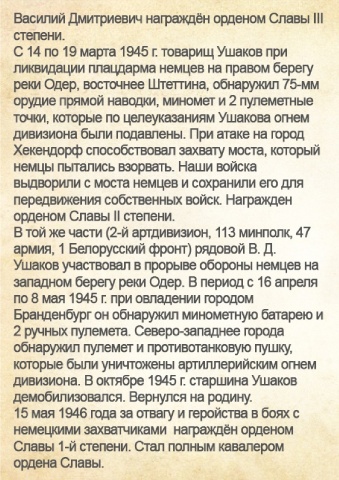 Василий Дмитриевич награждён орденом Славы III
степени.
С 14 по 19 марта 1945 г. товарищ Ушаков при
ликвидации плацдарма немцев на правом берегу
реки Одер, восточнее Штеттина, обнаружил 75-мм
орудие прямой наводки, миномет и 2 пулеметные
точки, которые по целеуказаниям Ушакова огнем
дивизиона были подавлены. При атаке на город
Хекендорф способствовал захвату моста, который
немцы пытались взорвать. Наши войска
выдворили с моста немцев и сохранили его для
передвижения собственных войск. Награжден
орденом Славы II степени.
В той же части (2-й артдивизион, 113 минполк, 47
армия, 1 Белорусский фронт) рядовой В. Д.
Ушаков участвовал в прорыве обороны немцев на
западном берегу реки Одер. В период с 16 апреля
по 8 мая 1945 г. при овладении городом
Бранденбург он обнаружил минометную батарею и
2 ручных пулемета. Северо-западнее города
обнаружил пулемет и противотанковую пушку,
которые были уничтожены артиллерийским огнем
дивизиона. В октябре 1945 г. старшина Ушаков
демобилизовался. Вернулся на родину.
15 мая 1946 года за отвагу и геройства в боях с
немецкими захватчиками  награждён орденом
Славы 1-й степени. Стал полным кавалером
ордена Славы.